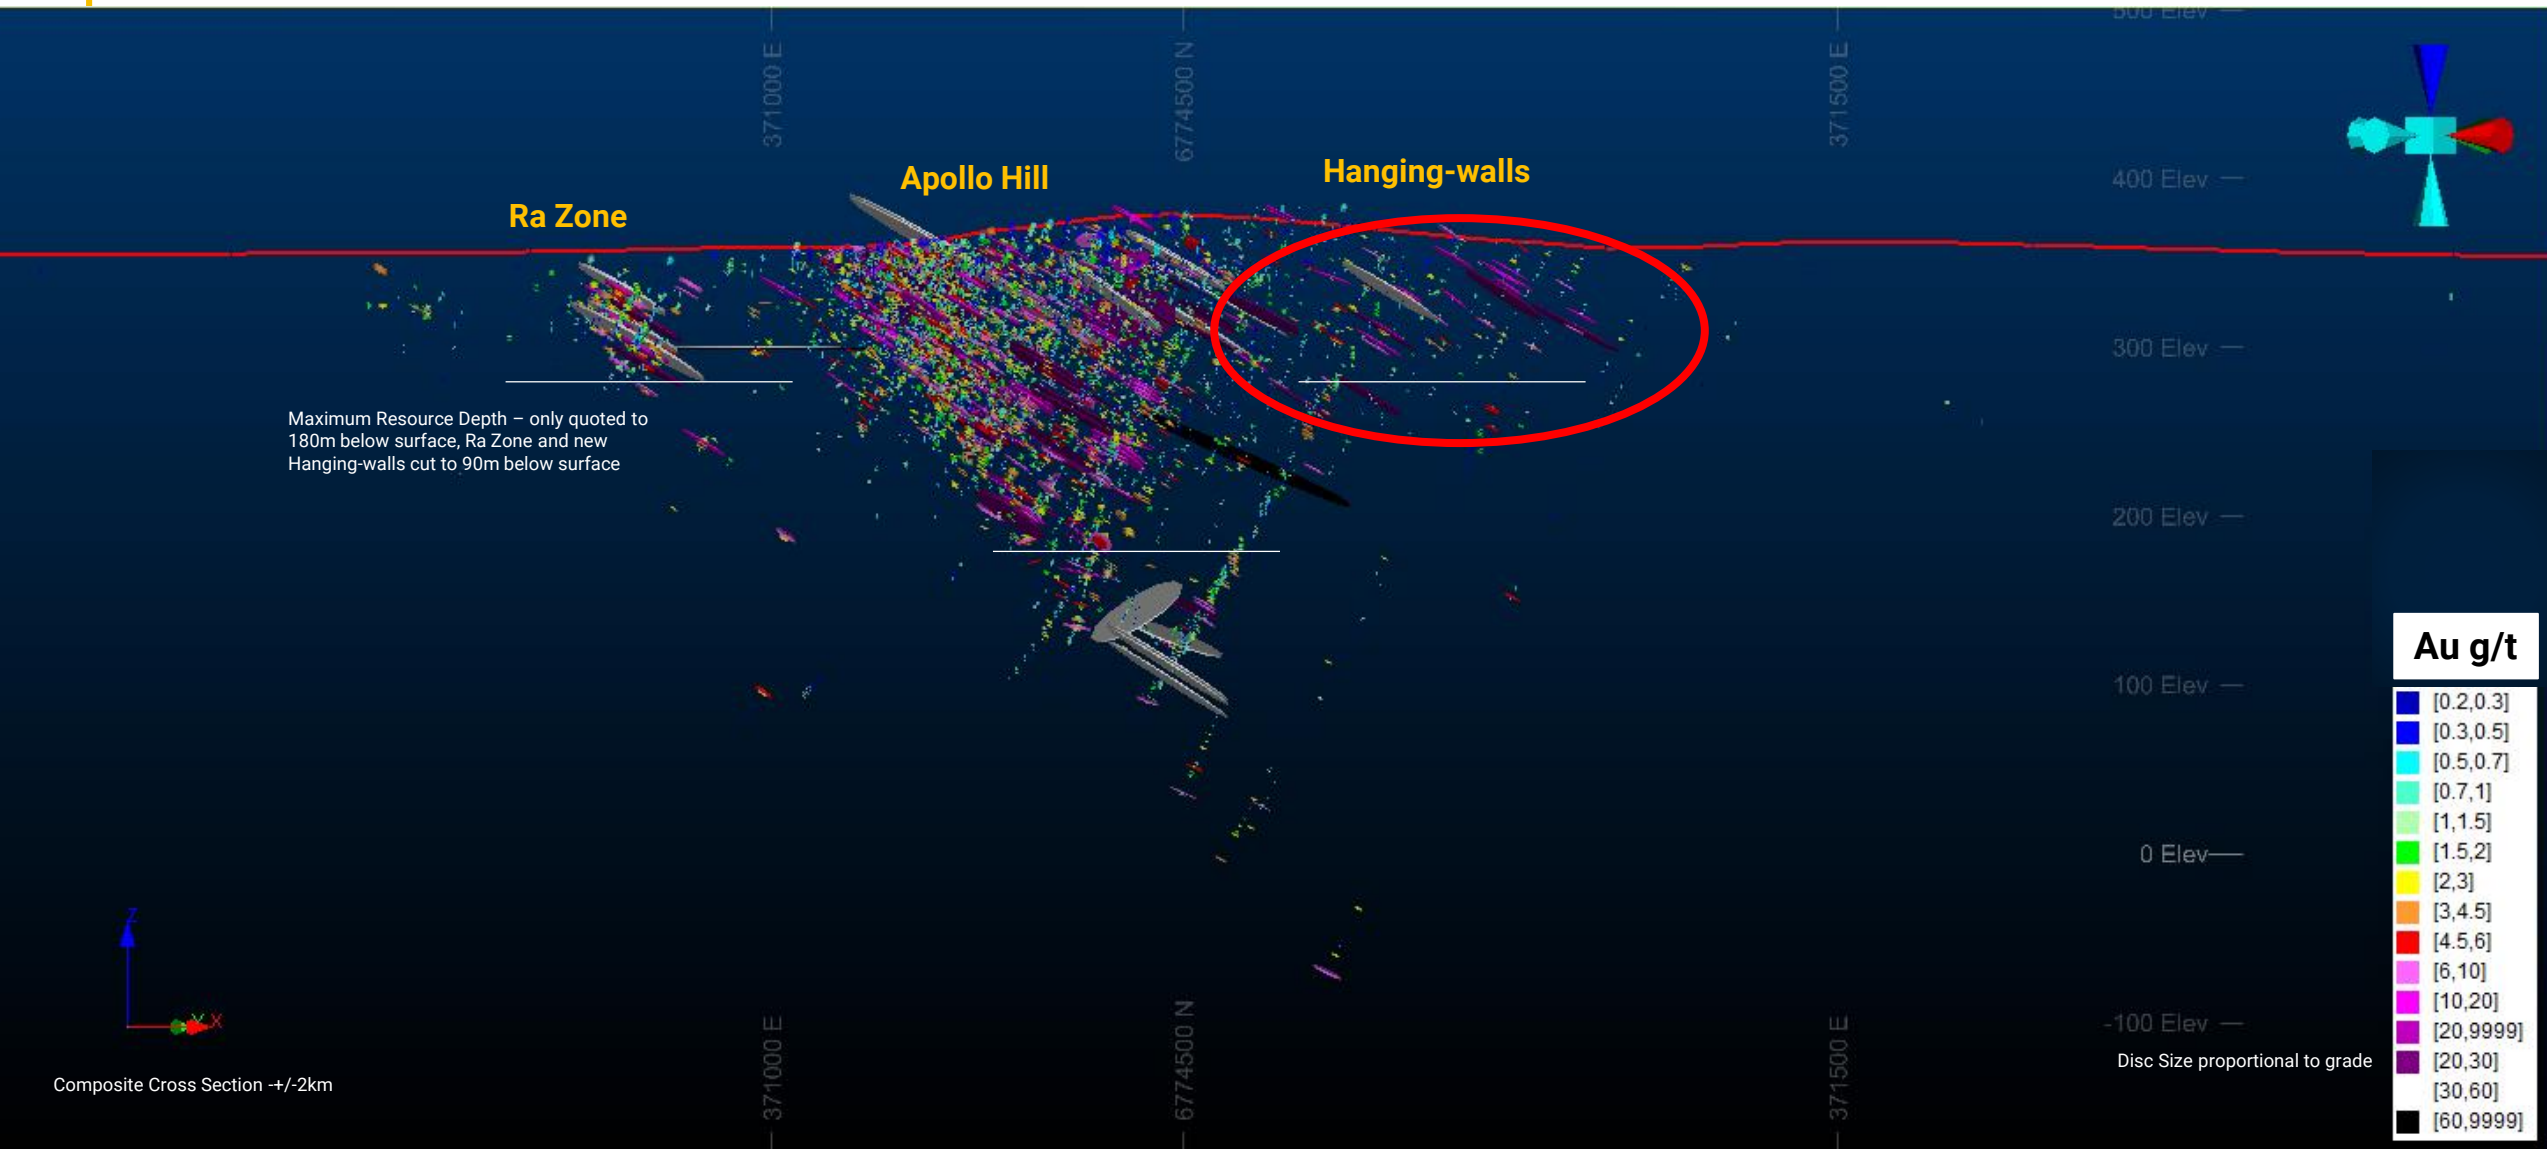 500 Elev
371000 E
6774500 N
371500 E
400 Elev
Apollo Hill
Hanging-walls
Ra Zone
300 Elev
Maximum Resource Depth – only quoted to
180m below surface, Ra Zone and new
Hanging-walls cut to 90m below surface
200 Elev
100 Elev
0 Elev
-100 Elev
Au g/t
[0.2,0.3]
[0.3,0.5]
[0.5,0.7]
[0.7,1]
[1,1.5]
[1.5,2]
[2,3]
[3,4.5]
[4.5,6]
[6,10]
[10,20]
[20,9999]
[20,30]
[30,60]
[60,9999]
Z
Y X
371000 E
6774500 N
371500 E
Disc Size proportional to grade
Composite Cross Section -+/-2km